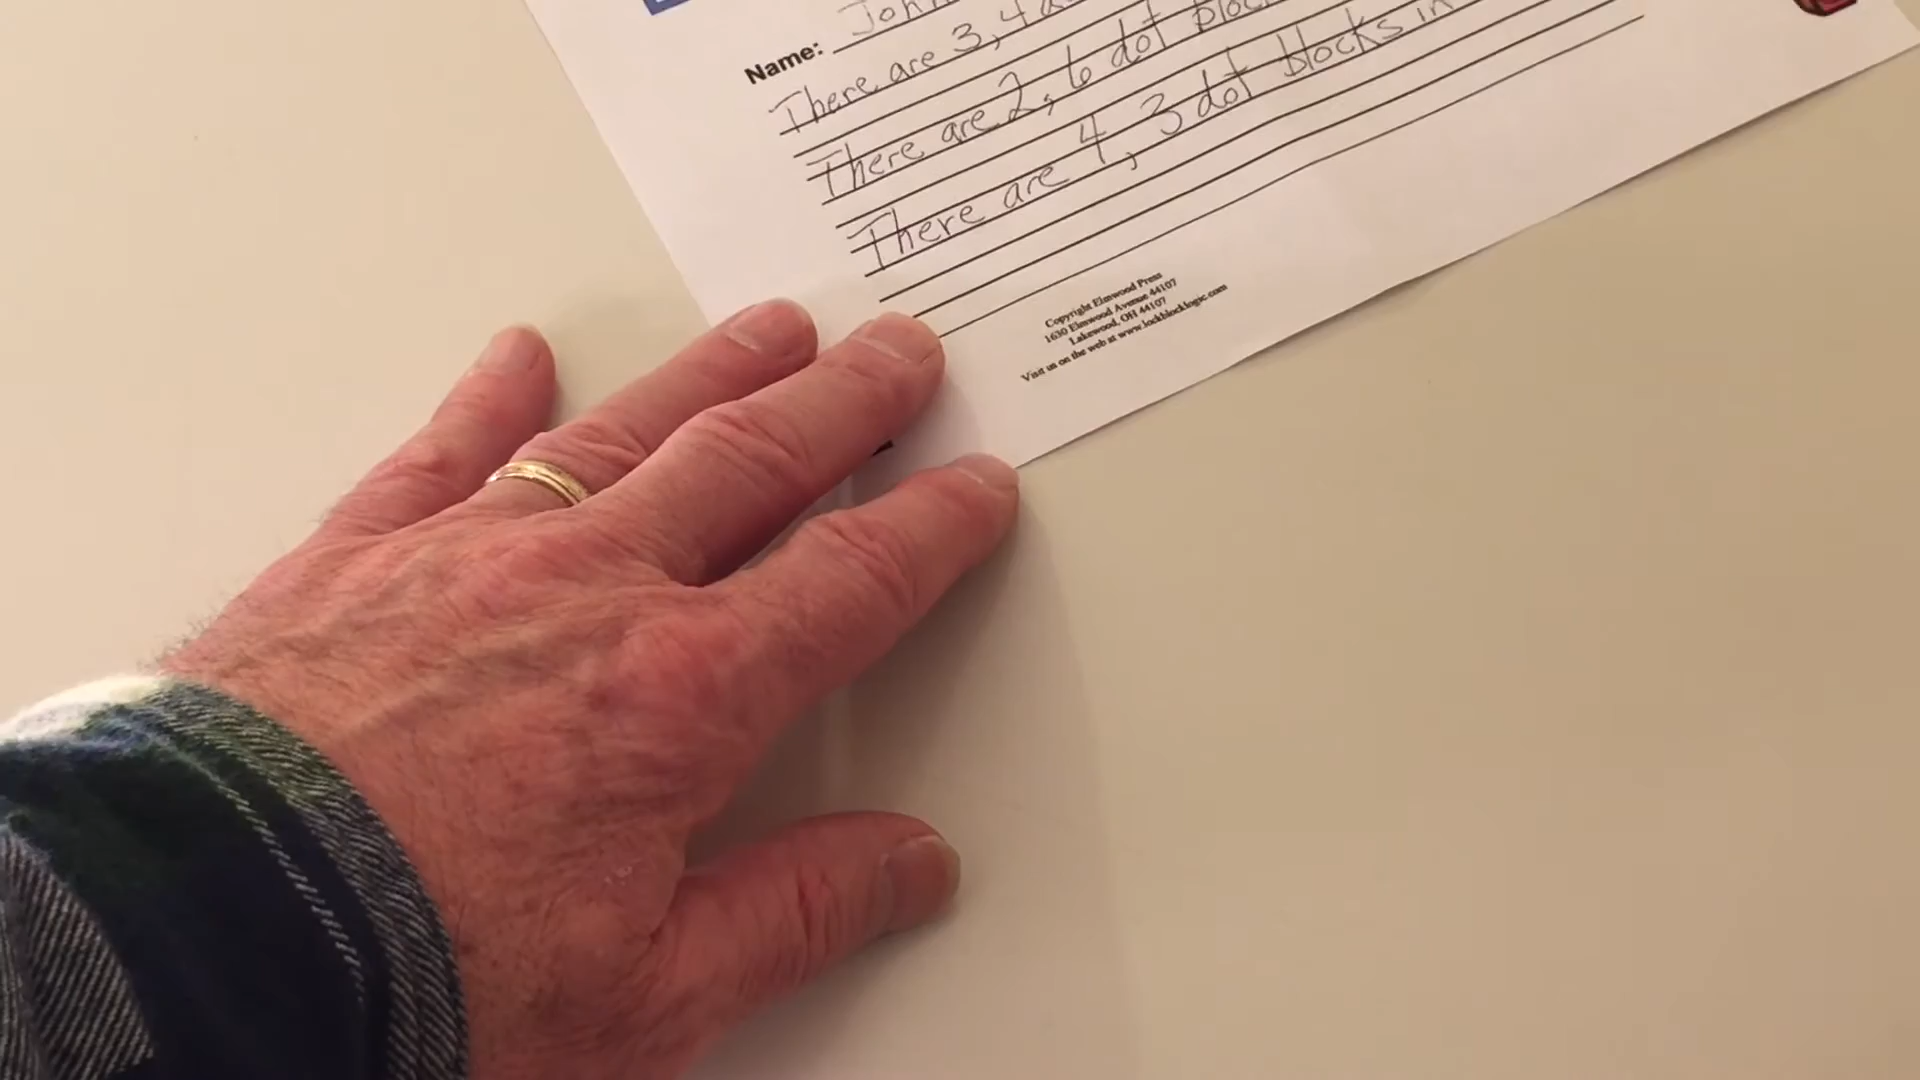 Name: John
There are 3, 4
There are 2, 6 dot
There are 4, 3 dot blocks in
Copyright Elmwood Press
1630 Elmwood Avenue 44107
Lakewood, OH 44107
Visit us on the web at www.lockblocklogic.com